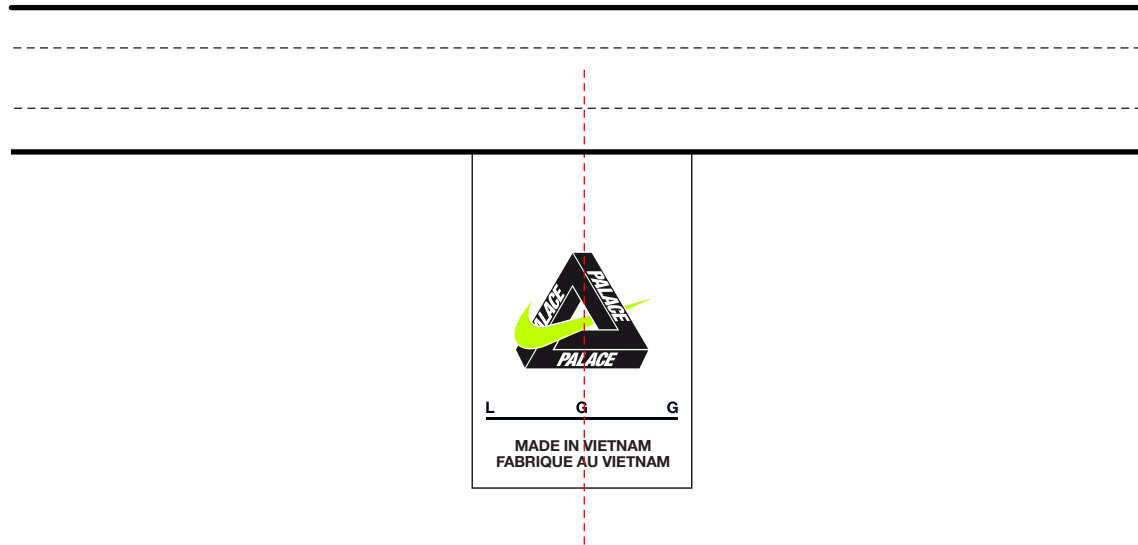 PALACE
PALACE
PALACE
L G G
MADE IN VIETNAM
FABRIQUE AU VIETNAM